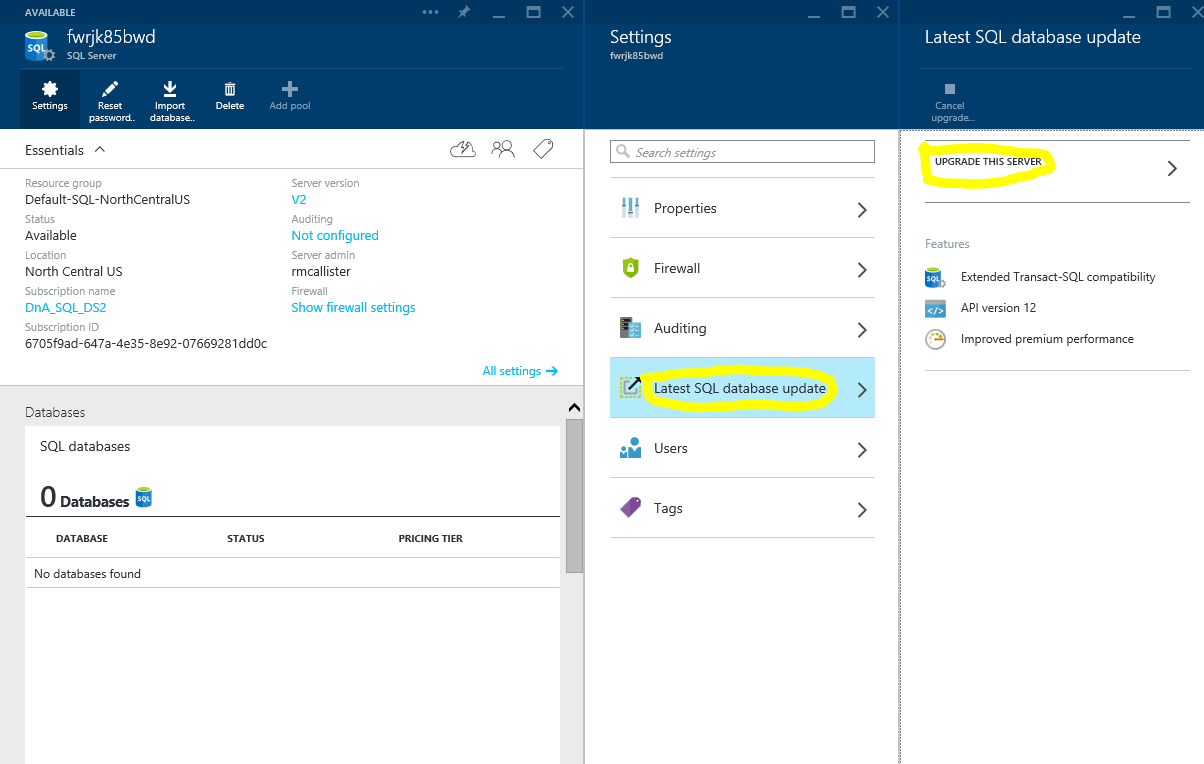 AVAILABLE
fwrjk85bwd
SQL Server
Settings
Reset password..
Import database..
Delete
Add pool
Essentials
Resource group
Default-SQL-NorthCentralUS
Status
Available
Location
North Central US
Subscription name
DnA_SQL_DS2
Subscription ID
6705f9ad-647a-4e35-8e92-07669281dd0c
Server version
V2
Auditing
Not configured
Server admin
rmcallister
Firewall
Show firewall settings
All settings
Databases
SQL databases
0 Databases
DATABASE STATUS PRICING TIER
No databases found
Settings
fwrjk85bwd
Search settings
Properties
Firewall
Auditing
Latest SQL database update
Users
Tags
Latest SQL database update
Cancel upgrade...
UPGRADE THIS SERVER
Features
Extended Transact-SQL compatibility
API version 12
Improved premium performance